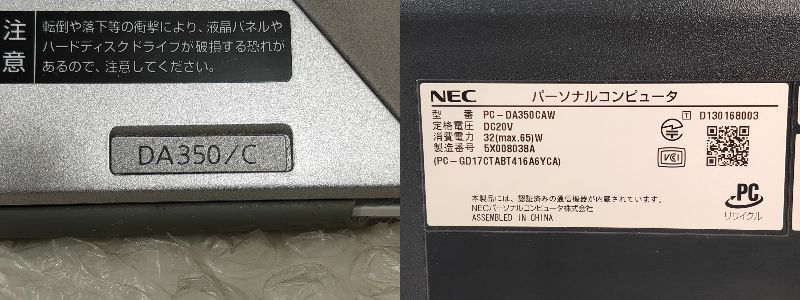 注意
転倒や落下等の衝撃により、液晶パネルや
ハードディスクドライブが破損する恐れが
あるので、注意してください。
DA350/C
NEC パーソナルコンピュータ
型 番 PC-DA350CAW
T D130168003
定格電圧 DC20V
消費電力 32(max.65)W
製造番号 5X008038A
(PC-GD17CTABT416A6YCA)
VCCI
本製品には、認証済みの通信機器が内蔵されています。
NECパーソナルコンピュータ株式会社
ASSEMBLED IN CHINA
PC
リサイクル